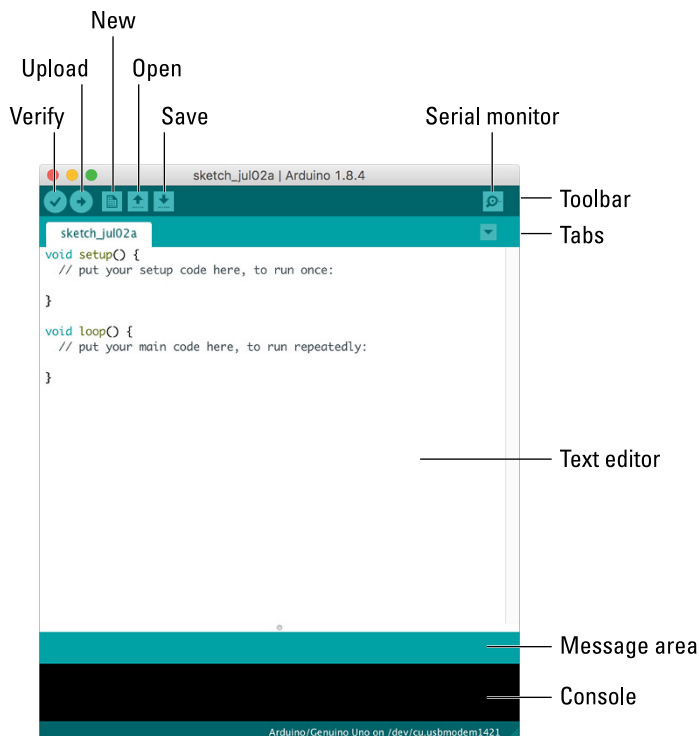 New
Upload
Open
Verify
Save
Serial monitor
sketch_jul02a | Arduino 1.8.4
Toolbar
sketch_jul02a
Tabs
void setup() {
// put your setup code here, to run once:
}
void loop() {
// put your main code here, to run repeatedly:
}
Text editor
Message area
Console
Arduino/Genuino Uno on /dev/cu.usbmodem1421